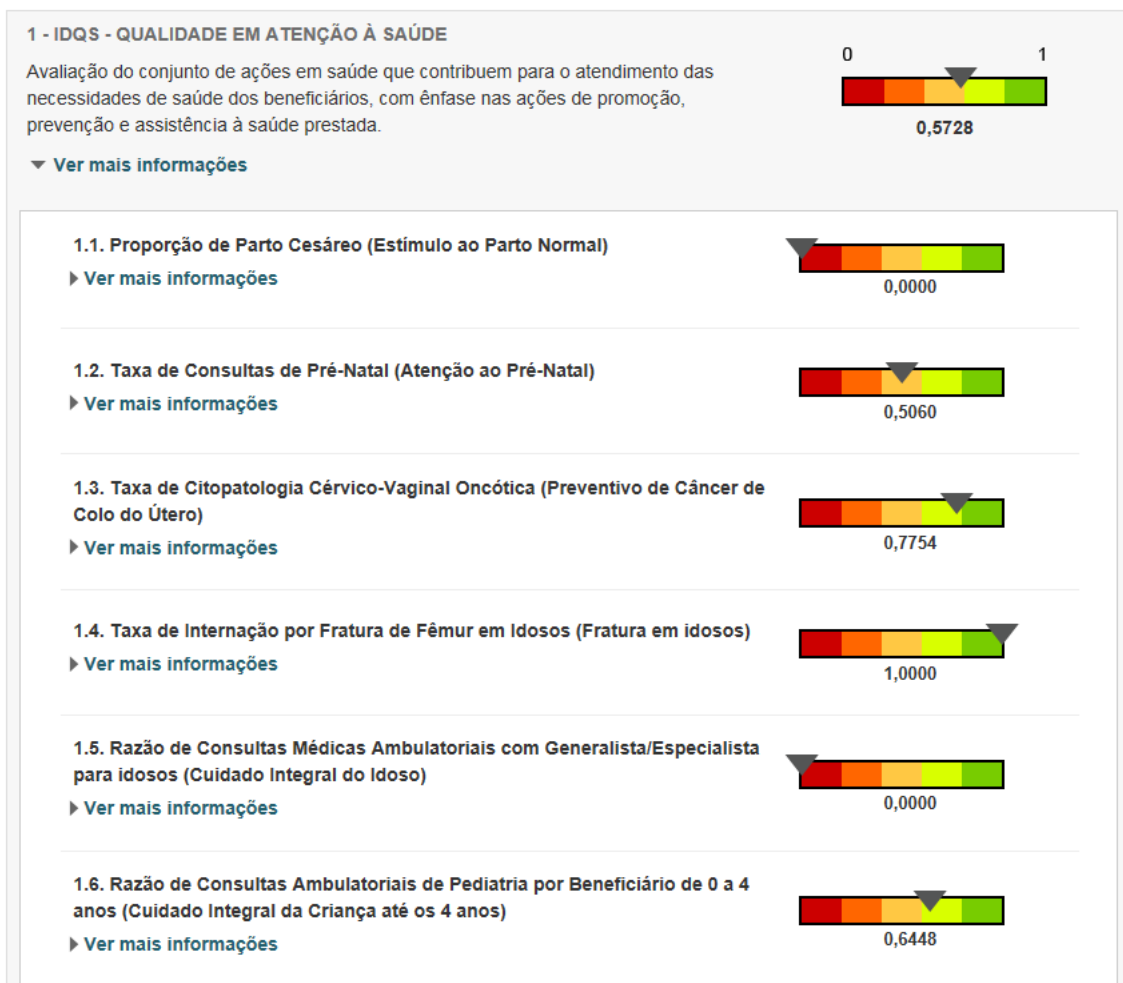 1 - IDQS - QUALIDADE EM ATENÇÃO À SAÚDE
Avaliação do conjunto de ações em saúde que contribuem para o atendimento das
necessidades de saúde dos beneficiários, com ênfase nas ações de promoção,
prevenção e assistência à saúde prestada.
0 1
0,5728
Ver mais informações
1.1. Proporção de Parto Cesáreo (Estímulo ao Parto Normal)
Ver mais informações
0,0000
1.2. Taxa de Consultas de Pré-Natal (Atenção ao Pré-Natal)
Ver mais informações
0,5060
1.3. Taxa de Citopatologia Cérvico-Vaginal Oncótica (Preventivo de Câncer de
Colo do Útero)
Ver mais informações
0,7754
1.4. Taxa de Internação por Fratura de Fêmur em Idosos (Fratura em idosos)
Ver mais informações
1,0000
1.5. Razão de Consultas Médicas Ambulatoriais com Generalista/Especialista
para idosos (Cuidado Integral do Idoso)
Ver mais informações
0,0000
1.6. Razão de Consultas Ambulatoriais de Pediatria por Beneficiário de 0 a 4
anos (Cuidado Integral da Criança até os 4 anos)
Ver mais informações
0,6448